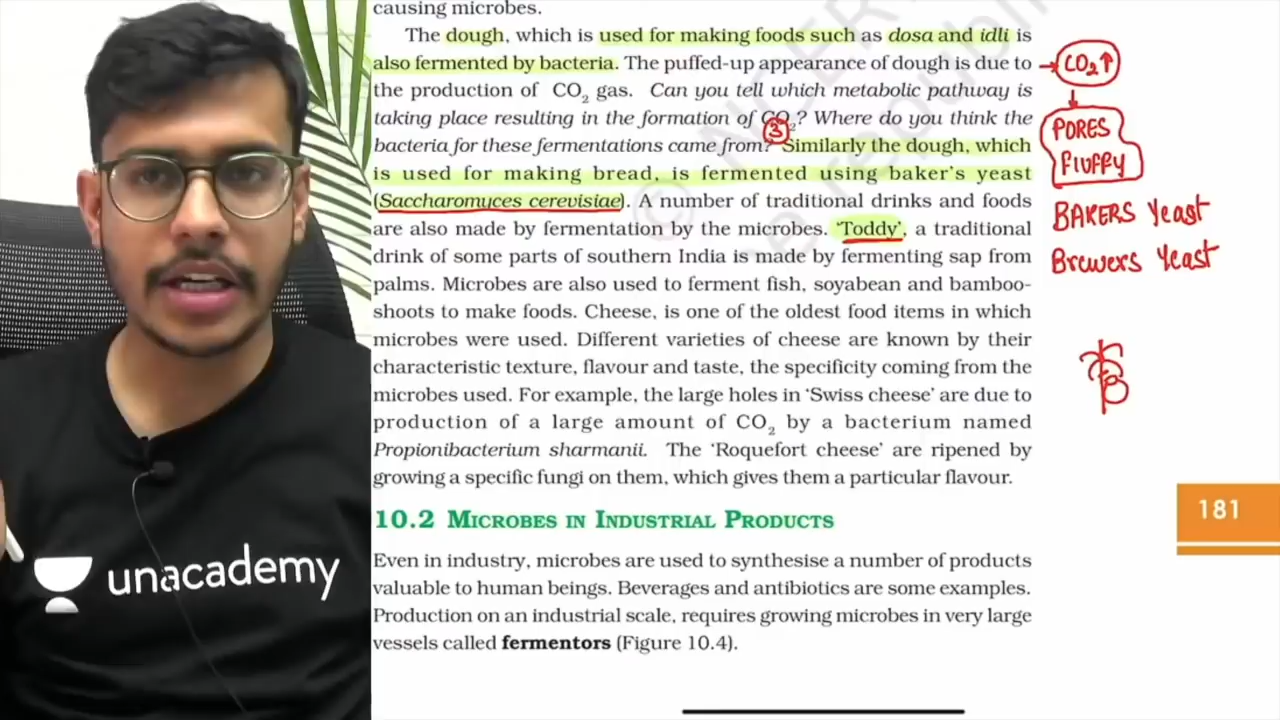 causing microbes.
The dough, which is used for making foods such as dosa and idli is
also fermented by bacteria. The puffed-up appearance of dough is due to
the production of CO₂ gas. Can you tell which metabolic pathway is
taking place resulting in the formation of CO₂? Where do you think the
bacteria for these fermentations came from? Similarly the dough, which
is used for making bread, is fermented using baker's yeast
(Saccharomyces cerevisiae). A number of traditional drinks and foods
are also made by fermentation by the microbes. 'Toddy', a traditional
drink of some parts of southern India is made by fermenting sap from
palms. Microbes are also used to ferment fish, soyabean and bamboo-
shoots to make foods. Cheese, is one of the oldest food items in which
microbes were used. Different varieties of cheese are known by their
characteristic texture, flavour and taste, the specificity coming from the
microbes used. For example, the large holes in 'Swiss cheese' are due to
production of a large amount of CO₂ by a bacterium named
Propionibacterium sharmanii. The 'Roquefort cheese' are ripened by
growing a specific fungi on them, which gives them a particular flavour.
10.2 MICROBES IN INDUSTRIAL PRODUCTS
Even in industry, microbes are used to synthesise a number of products
valuable to human beings. Beverages and antibiotics are some examples.
Production on an industrial scale, requires growing microbes in very large
vessels called fermentors (Figure 10.4).
3
→ CO₂↑
PORES
Fluffy
BAKERS Yeast
Brewers Yeast
181
unacademy